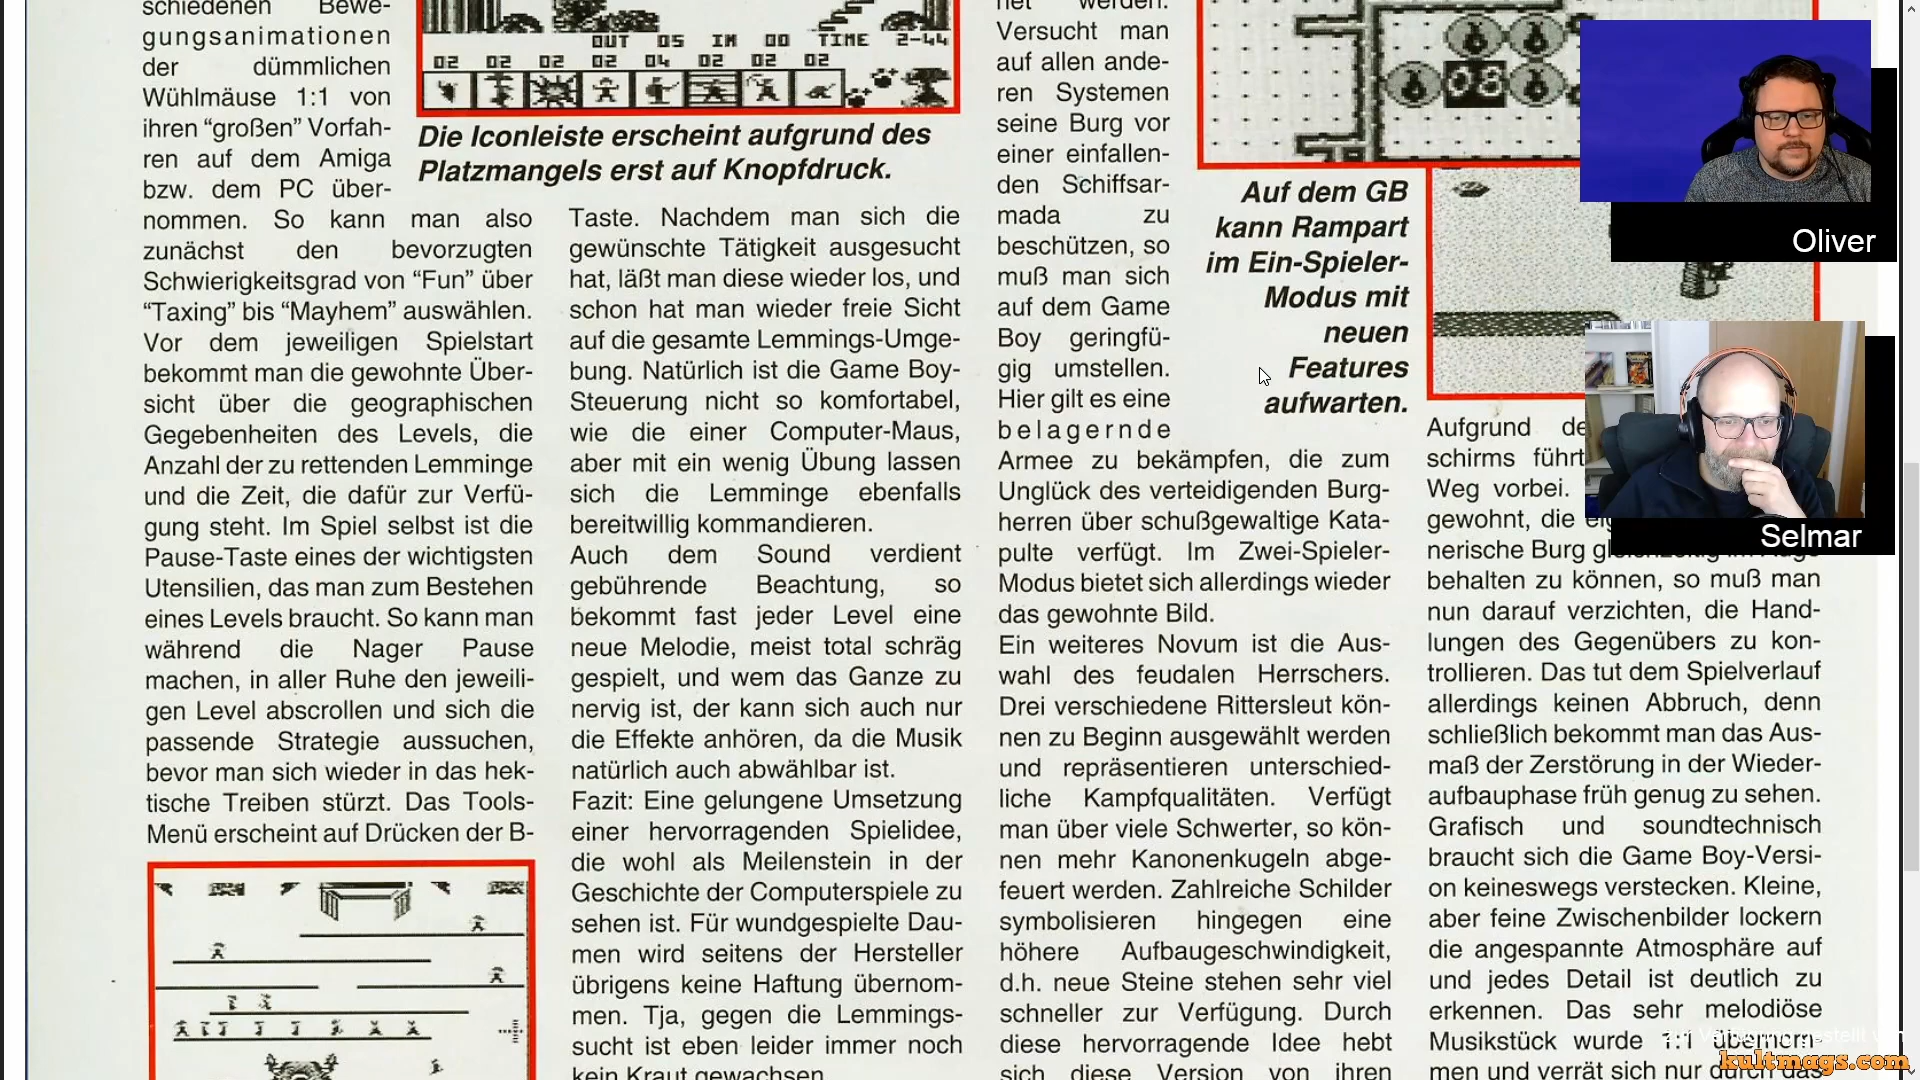 schiedenen Bewe-
gungsanimationen
der dümmlichen
Wühlmäuse 1:1 von
ihren “großen” Vorfah-
ren auf dem Amiga
bzw. dem PC über-
nommen. So kann man also
zunächst den bevorzugten
Schwierigkeitsgrad von “Fun” über
“Taxing” bis “Mayhem” auswählen.
Vor dem jeweiligen Spielstart
bekommt man die gewohnte Über-
sicht über die geographischen
Gegebenheiten des Levels, die
Anzahl der zu rettenden Lemminge
und die Zeit, die dafür zur Verfü-
gung steht. Im Spiel selbst ist die
Pause-Taste eines der wichtigsten
Utensilien, das man zum Bestehen
eines Levels braucht. So kann man
während die Nager Pause
machen, in aller Ruhe den jeweili-
gen Level abscrollen und sich die
passende Strategie aussuchen,
bevor man sich wieder in das hek-
tische Treiben stürzt. Das Tools-
Menü erscheint auf Drücken der B-
OUT 05 IN 00 TIME 2-44
02 02 02 02 04 02 02 02
Die Iconleiste erscheint aufgrund des
Platzmangels erst auf Knopfdruck.
Taste. Nachdem man sich die
gewünschte Tätigkeit ausgesucht
hat, läßt man diese wieder los, und
schon hat man wieder freie Sicht
auf die gesamte Lemmings-Umge-
bung. Natürlich ist die Game Boy-
Steuerung nicht so komfortabel,
wie die einer Computer-Maus,
aber mit ein wenig Übung lassen
sich die Lemminge ebenfalls
bereitwillig kommandieren.
Auch dem Sound verdient
gebührende Beachtung, so
bekommt fast jeder Level eine
neue Melodie, meist total schräg
gespielt, und wem das Ganze zu
nervig ist, der kann sich auch nur
die Effekte anhören, da die Musik
natürlich auch abwählbar ist.
Fazit: Eine gelungene Umsetzung
einer hervorragenden Spielidee,
die wohl als Meilenstein in der
Geschichte der Computerspiele zu
sehen ist. Für wundgespielte Dau-
men wird seitens der Hersteller
übrigens keine Haftung übernom-
men. Tja, gegen die Lemmings-
sucht ist eben leider immer noch
kein Kraut gewachsen
net werden.
Versucht man
auf allen ande-
ren Systemen
seine Burg vor
einer einfallen-
den Schiffsar-
mada zu
beschützen, so
muß man sich
auf dem Game
Boy geringfü-
gig umstellen.
Hier gilt es eine
belagernde
Armee zu bekämpfen, die zum
Unglück des verteidigenden Burg-
herren über schußgewaltige Kata-
pulte verfügt. Im Zwei-Spieler-
Modus bietet sich allerdings wieder
das gewohnte Bild.
Ein weiteres Novum ist die Aus-
wahl des feudalen Herrschers.
Drei verschiedene Rittersleut kön-
nen zu Beginn ausgewählt werden
und repräsentieren unterschied-
liche Kampfqualitäten. Verfügt
man über viele Schwerter, so kön-
nen mehr Kanonenkugeln abge-
feuert werden. Zahlreiche Schilder
symbolisieren hingegen eine
höhere Aufbaugeschwindigkeit,
d.h. neue Steine stehen sehr viel
schneller zur Verfügung. Durch
diese hervorragende Idee hebt
sich diese Version von ihren
08
Auf dem GB
kann Rampart
im Ein-Spieler-
Modus mit
neuen
Features
aufwarten.
Aufgrund
schirms führt
Weg vorbei.
gewohnt, die
nerische Burg
behalten zu können, so muß man
nun darauf verzichten, die Hand-
lungen des Gegenübers zu kon-
trollieren. Das tut dem Spielverlauf
allerdings keinen Abbruch, denn
schließlich bekommt man das Aus-
maß der Zerstörung in der Wieder-
aufbauphase früh genug zu sehen.
Grafisch und soundtechnisch
braucht sich die Game Boy-Versi-
on keineswegs verstecken. Kleine,
aber feine Zwischenbilder lockern
die angespannte Atmosphäre auf
und jedes Detail ist deutlich zu
erkennen. Das sehr melodiöse
Musikstück wurde 1:1 übernom-
men und verrät sich nur durch das
Oliver
Selmar
zur Verfügung gestellt von
kultmags.com